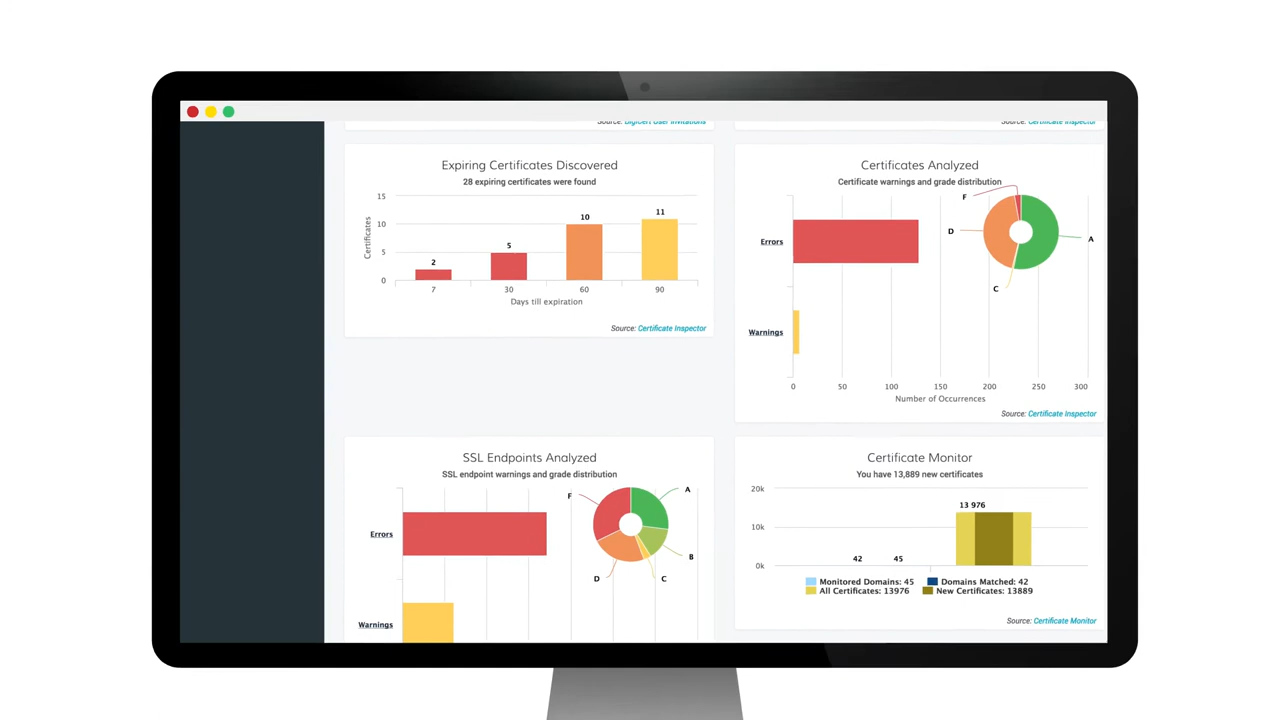 Source: DigiCert User Invitations
Source: Certificate Inspector
Expiring Certificates Discovered
28 expiring certificates were found
Certificates
15
10
5
0
2
5
10
11
7
30
60
90
Days till expiration
Source: Certificate Inspector
Certificates Analyzed
Certificate warnings and grade distribution
Errors
Warnings
F
D
A
C
0
50
100
150
200
250
300
Number of Occurrences
Source: Certificate Inspector
SSL Endpoints Analyzed
SSL endpoint warnings and grade distribution
Errors
Warnings
F
A
B
D
C
Certificate Monitor
You have 13,889 new certificates
20k
10k
0k
42
45
13 976
Monitored Domains: 45
Domains Matched: 42
All Certificates: 13976
New Certificates: 13889
Source: Certificate Monitor